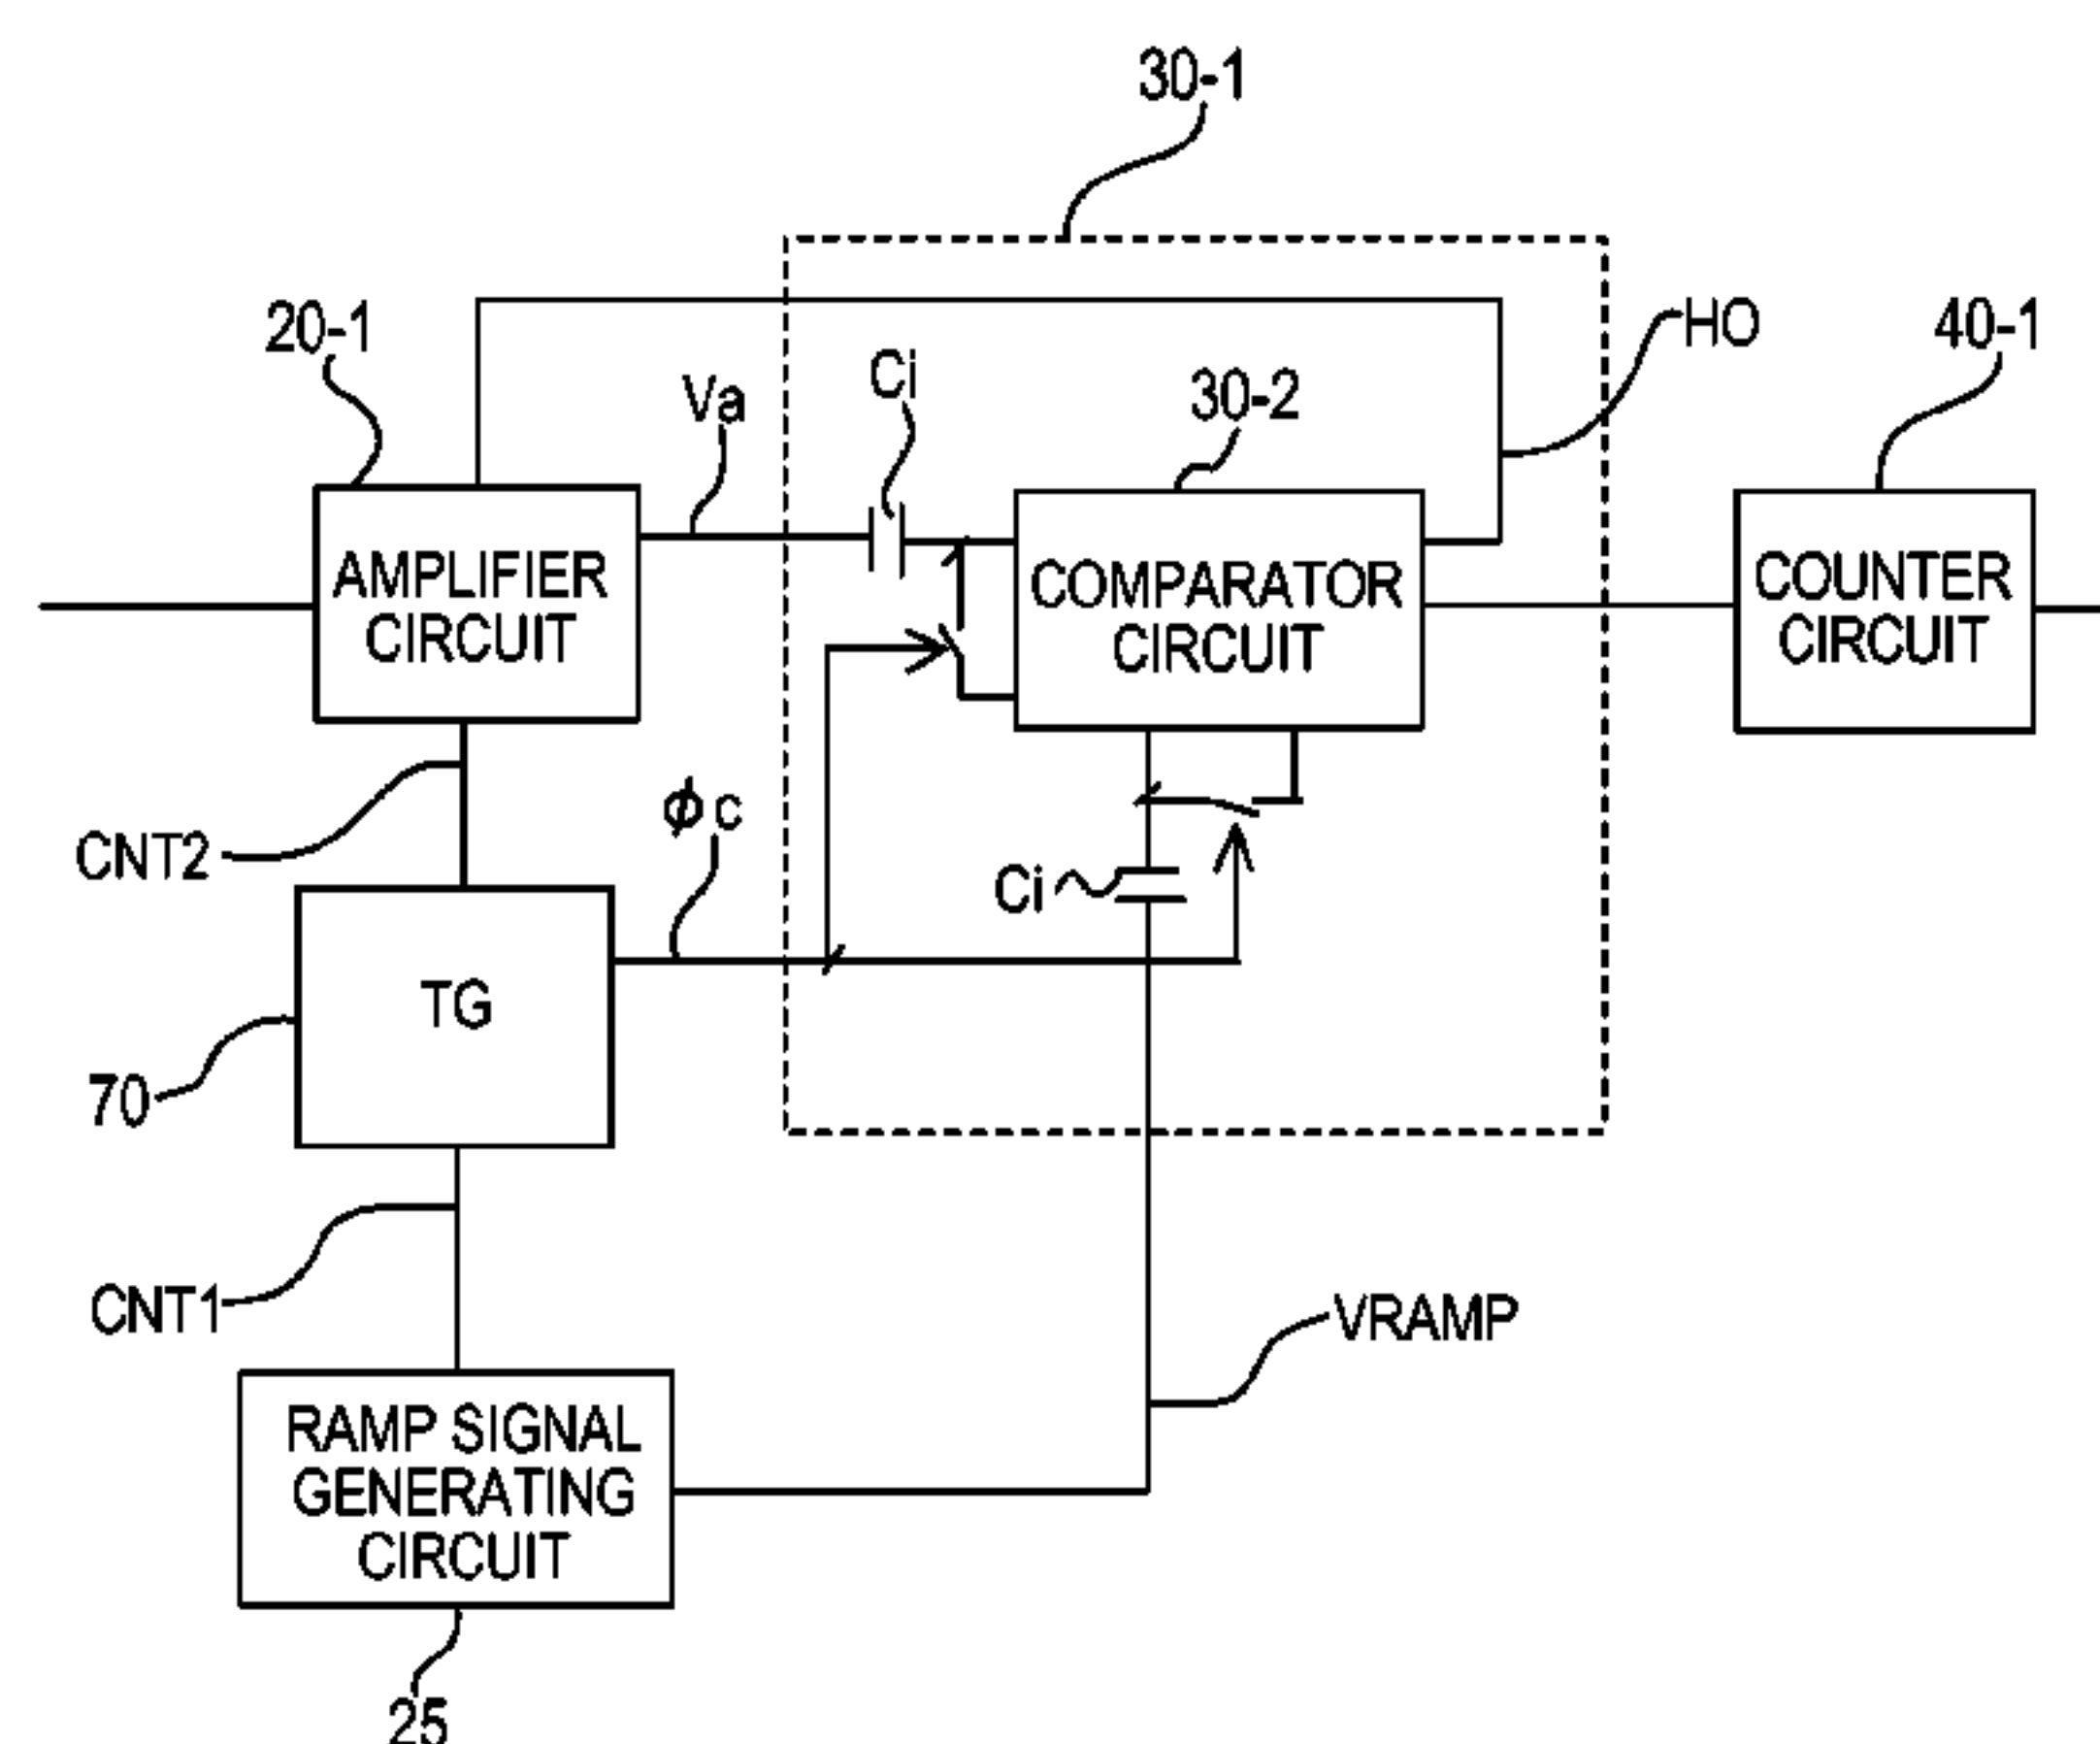 30-1
20-1
HO
40-1
Ci
Va
30-2
AMPLIFIER
CIRCUIT
COMPARATOR
CIRCUIT
COUNTER
CIRCUIT
CNT2
ϕc
Ci
TG
70
CNT1
VRAMP
RAMP SIGNAL
GENERATING
CIRCUIT
25